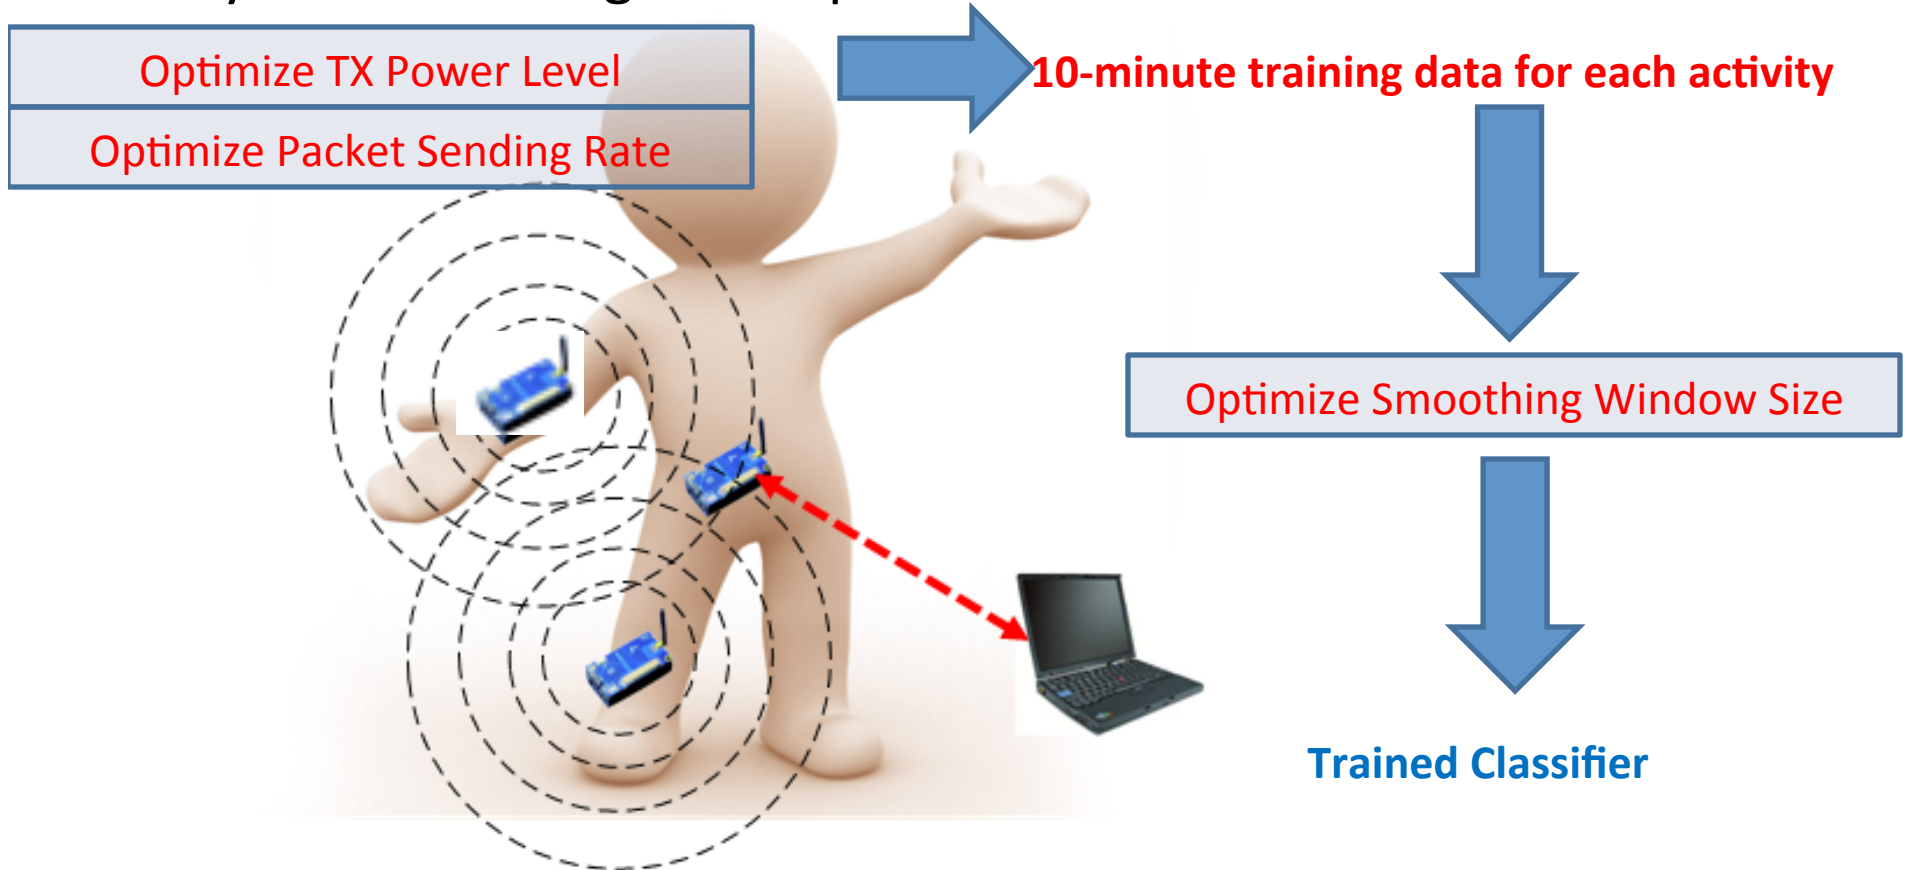 Optimize TX Power Level
10-minute training data for each activity
Optimize Packet Sending Rate
Optimize Smoothing Window Size
Trained Classifier